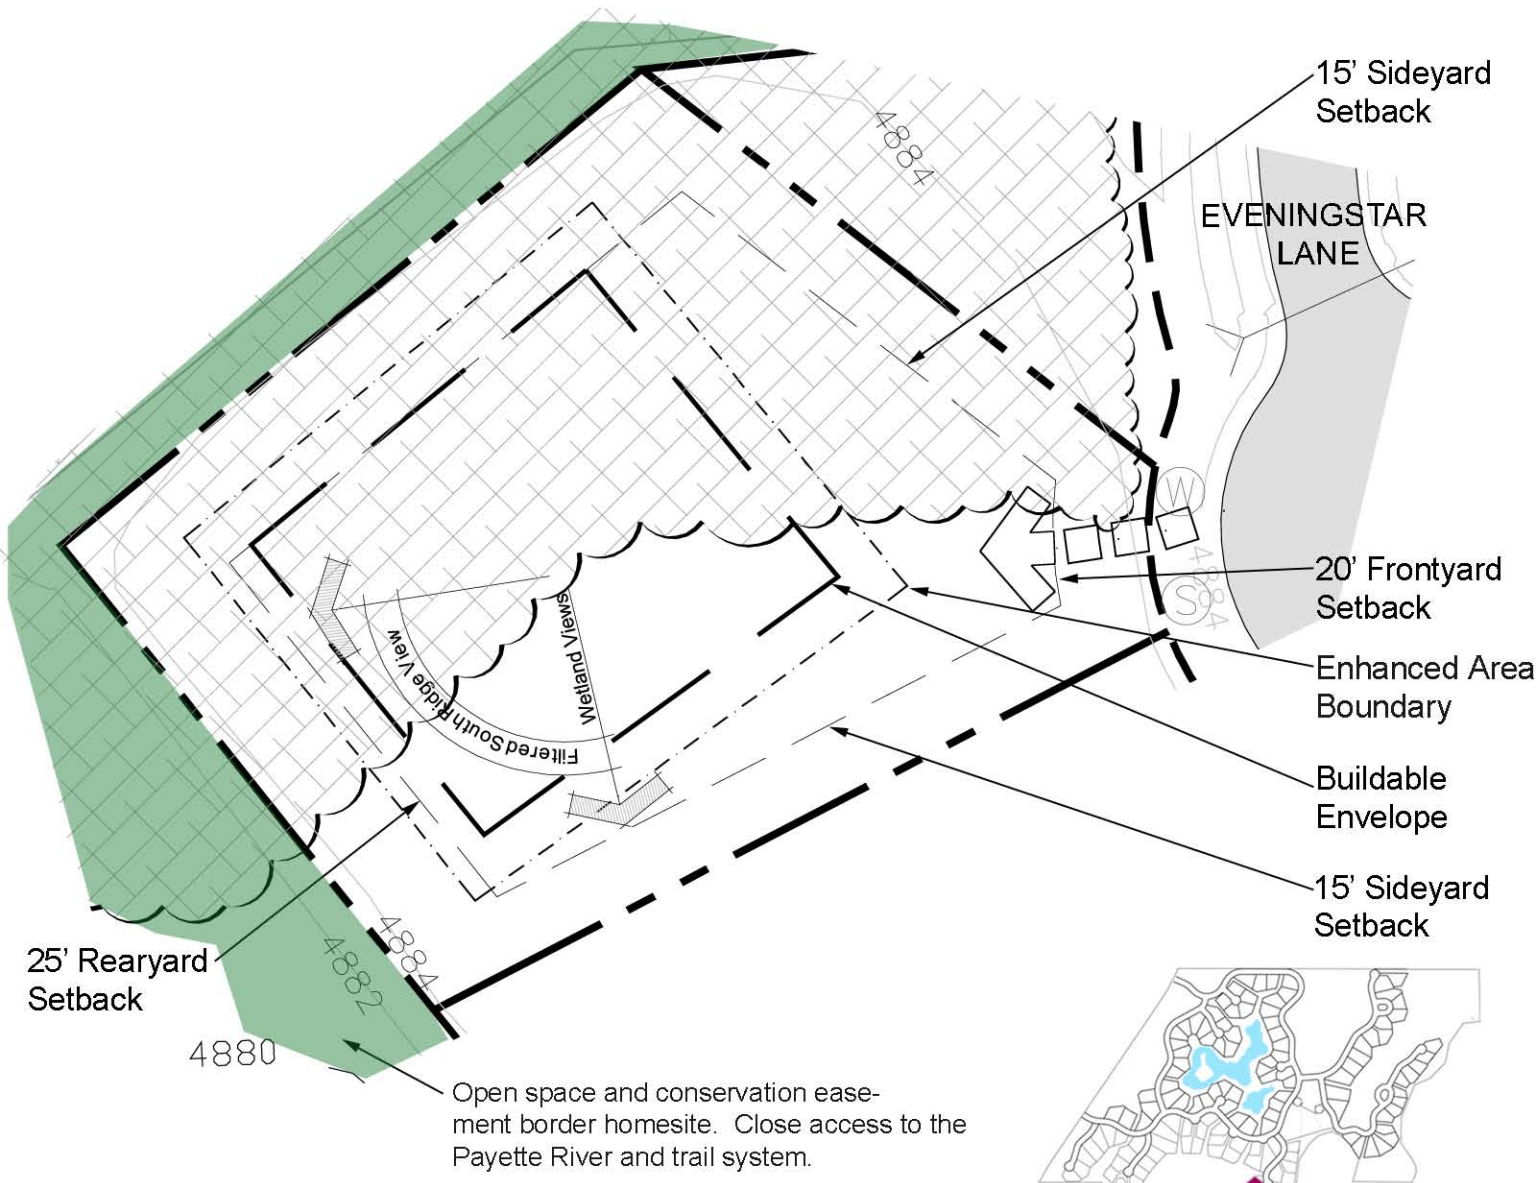 15’ Sideyard
Setback
4884
EVENINGSTAR
LANE
W
20’ Frontyard
Setback
4884
S
Enhanced Area
Boundary
Wetland Views
Filtered South Ridge View
Buildable
Envelope
15’ Sideyard
Setback
25’ Rearyard
Setback
4884
4882
4880
Open space and conservation ease-
ment border homesite.  Close access to the
Payette River and trail system.